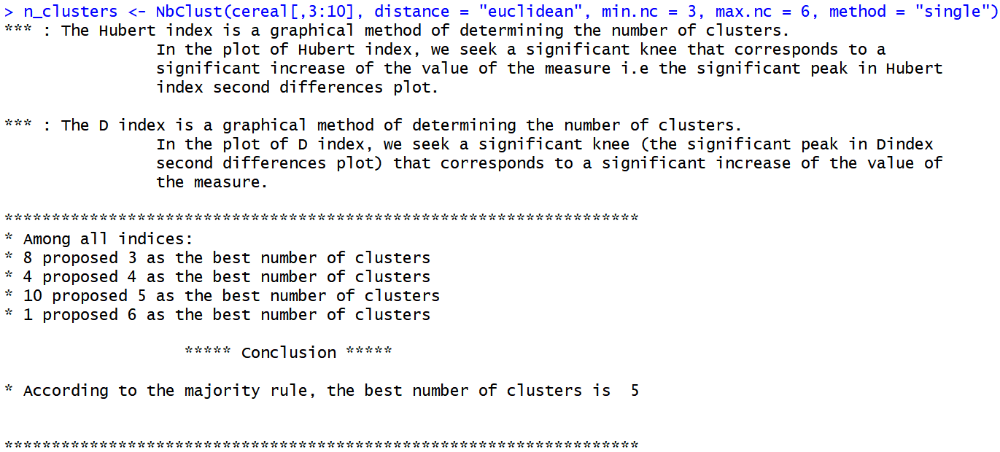 > n_clusters <- NbClust(cereal[,3:10], distance = "euclidean", min.nc = 3, max.nc = 6, method = "single")
*** : The Hubert index is a graphical method of determining the number of clusters.
                In the plot of Hubert index, we seek a significant knee that corresponds to a
                significant increase of the value of the measure i.e the significant peak in Hubert
                index second differences plot.
*** : The D index is a graphical method of determining the number of clusters.
                In the plot of D index, we seek a significant knee (the significant peak in Dindex
                second differences plot) that corresponds to a significant increase of the value of
                the measure.
*******************************************************************
* Among all indices:
* 8 proposed 3 as the best number of clusters
* 4 proposed 4 as the best number of clusters
* 10 proposed 5 as the best number of clusters
* 1 proposed 6 as the best number of clusters
                   ***** Conclusion *****
* According to the majority rule, the best number of clusters is  5
*******************************************************************